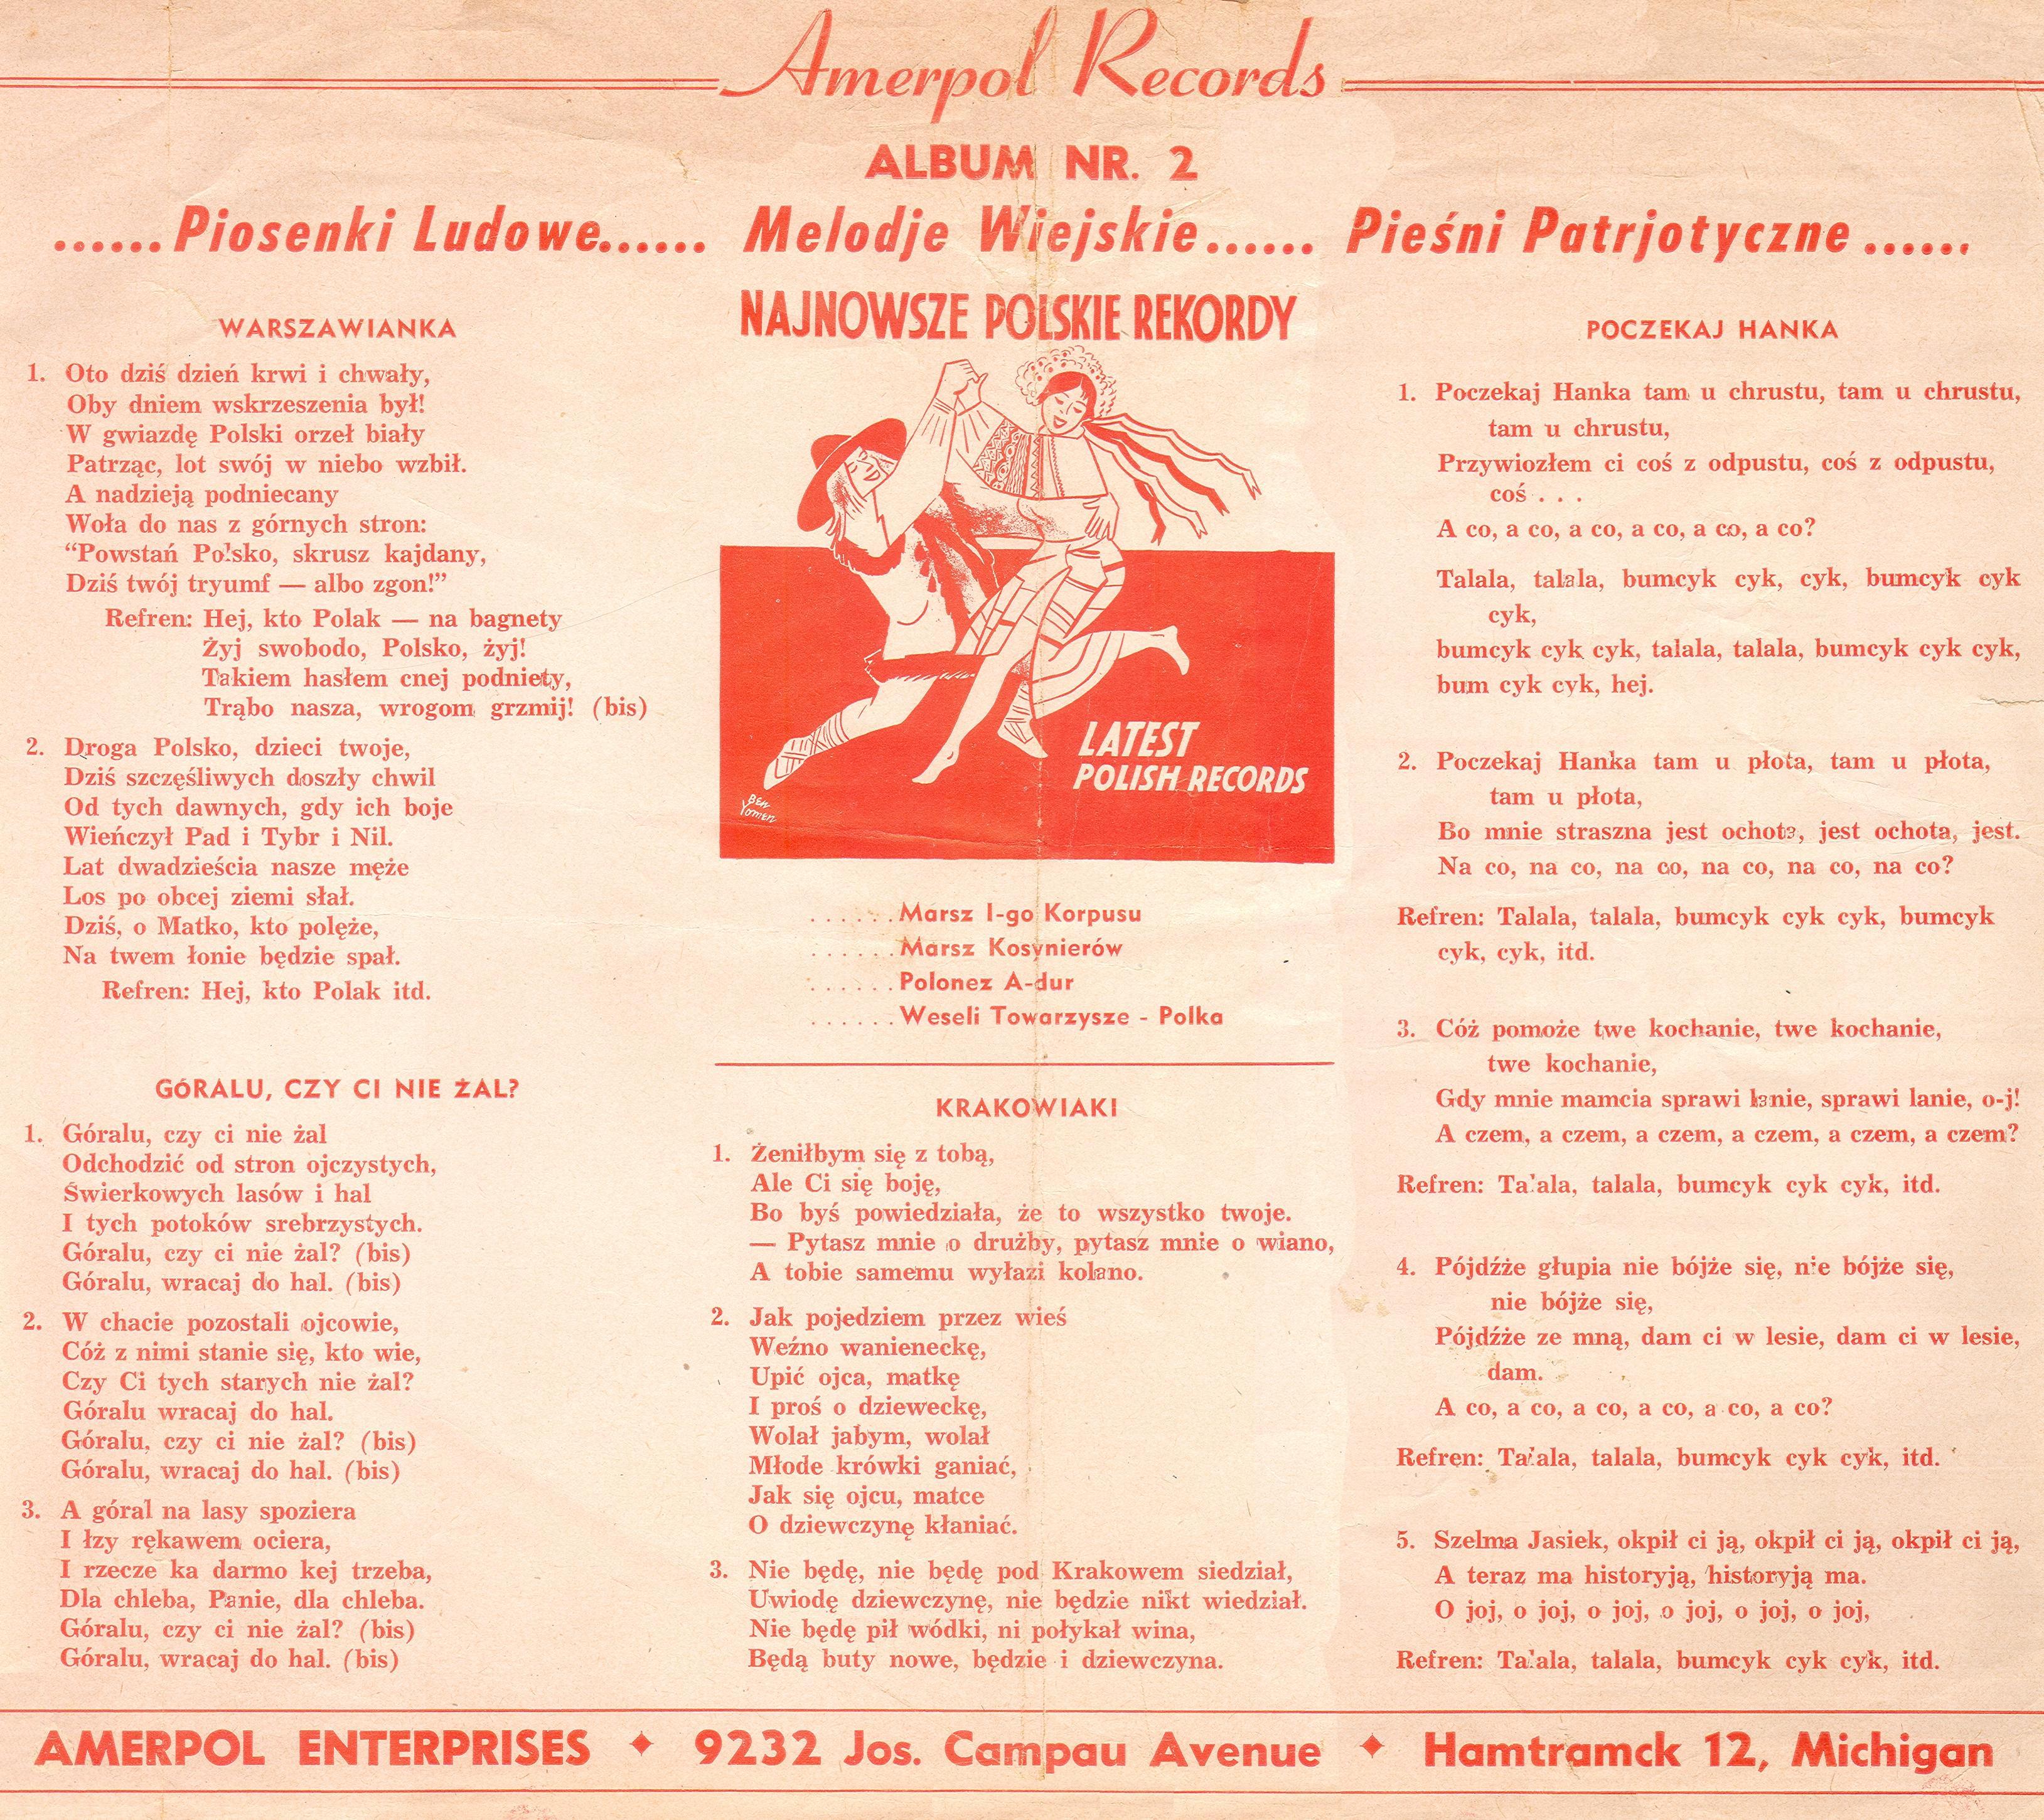 Amerpol Records
ALBUM NR. 2
......Piosenki Ludowe...... Melodje Wiejskie...... Pieśni Patrjotyczne......
WARSZAWIANKA
1. Oto dziś dzień krwi i chwały,
Oby dniem wskrzeszenia był!
W gwiazdę Polski orzeł biały
Patrząc, lot swój w niebo wzbił.
A nadzieją podniecany
Woła do nas z górnych stron:
“Powstań Polsko, skrusz kajdany,
Dziś twój tryumf — albo zgon!”
Refren: Hej, kto Polak — na bagnety
Żyj swobodo, Polsko, żyj!
Takiem hasłem cnej podniety,
Trąbo nasza, wrogom grzmij! (bis)
2. Droga Polsko, dzieci twoje,
Dziś szczęśliwych doszły chwil
Od tych dawnych, gdy ich boje
Wieńczył Pad i Tybr i Nil.
Lat dwadzieścia nasze męże
Los po obcej ziemi słał.
Dziś, o Matko, kto polęże,
Na twem łonie będzie spał.
Refren: Hej, kto Polak itd.
GÓRALU, CZY CI NIE ŻAL?
1. Góralu, czy ci nie żal
Odchodzić od stron ojczystych,
Świerkowych lasów i hal
I tych potoków srebrzystych.
Góralu, czy ci nie żal? (bis)
Góralu, wracaj do hal. (bis)
2. W chacie pozostali ojcowie,
Cóż z nimi stanie się, kto wie,
Czy Ci tych starych nie żal?
Góralu wracaj do hal.
Góralu, czy ci nie żal? (bis)
Góralu, wracaj do hal. (bis)
3. A góral na lasy spoziera
I łzy rękawem ociera,
I rzecze ka darmo kej trzeba,
Dla chleba, Panie, dla chleba.
Góralu, czy ci nie żal? (bis)
Góralu, wracaj do hal. (bis)
NAJNOWSZE POLSKIE REKORDY
LATEST
POLISH RECORDS
BEN
Yomen
......Marsz I-go Korpusu
......Marsz Kosynierów
......Polonez A-dur
......Weseli Towarzysze - Polka
KRAKOWIAKI
1. Żeniłbym się z tobą,
Ale Ci się boję,
Bo byś powiedziała, że to wszystko twoje.
— Pytasz mnie o drużby, pytasz mnie o wiano,
A tobie samemu wyłazi kolano.
2. Jak pojedziem przez wieś
Weźno wanieneckę,
Upić ojca, matkę
I proś o dzieweckę,
Wolał jabym, wolał
Młode krówki ganiać,
Jak się ojcu, matce
O dziewczynę kłaniać.
3. Nie będę, nie będę pod Krakowem siedział,
Uwiodę dziewczynę, nie będzie nikt wiedział.
Nie będę pił wódki, ni połykał wina,
Będą buty nowe, będzie i dziewczyna.
POCZEKAJ HANKA
1. Poczekaj Hanka tam u chrustu, tam u chrustu,
tam u chrustu,
Przywiozłem ci coś z odpustu, coś z odpustu,
coś . . .
A co, a co, a co, a co, a co, a co?
Talala, talala, bumcyk cyk, cyk, bumcyk cyk
cyk,
bumcyk cyk cyk, talala, talala, bumcyk cyk cyk,
bum cyk cyk, hej.
2. Poczekaj Hanka tam u płota, tam u płota,
tam u płota,
Bo mnie straszna jest ochota, jest ochota, jest.
Na co, na co, na co, na co, na co, na co?
Refren: Talala, talala, bumcyk cyk cyk, bumcyk
cyk, cyk, itd.
3. Cóż pomoże twe kochanie, twe kochanie,
twe kochanie,
Gdy mnie mamcia sprawi lanie, sprawi lanie, o-j!
A czem, a czem, a czem, a czem, a czem, a czem?
Refren: Talala, talala, bumcyk cyk cyk, itd.
4. Pójdźże głupia nie bójże się, nie bójże się,
nie bójże się,
Pójdźże ze mną, dam ci w lesie, dam ci w lesie,
dam.
A co, a co, a co, a co, a co, a co?
Refren: Talala, talala, bumcyk cyk cyk, itd.
5. Szelma Jasiek, okpił ci ją, okpił ci ją, okpił ci ją,
A teraz ma historyją, historyją ma.
O joj, o joj, o joj, o joj, o joj, o joj,
Refren: Talala, talala, bumcyk cyk cyk, itd.
AMERPOL ENTERPRISES ✦ 9232 Jos. Campau Avenue ✦ Hamtramck 12, Michigan